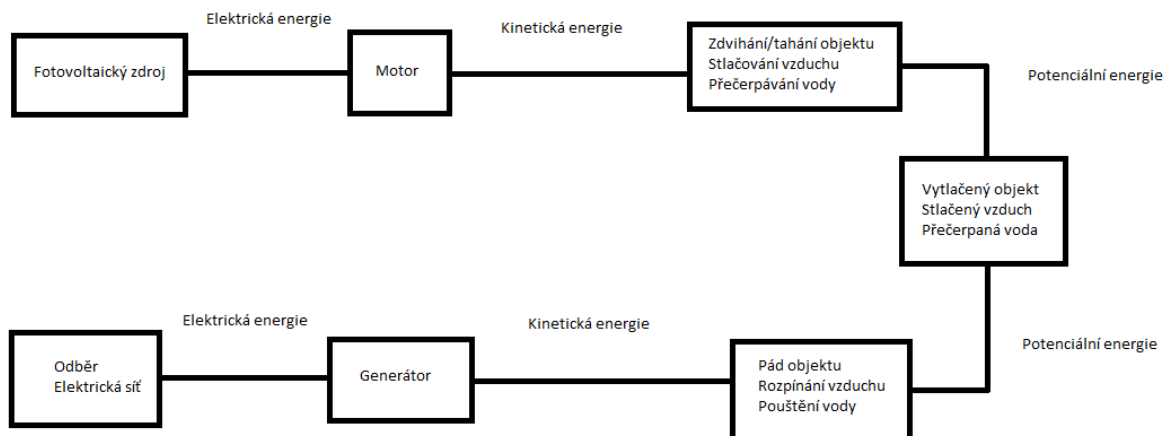 Elektrická energie
Kinetická energie
Fotovoltaický zdroj
Motor
Zdvihání/tahání objektu
Stlačování vzduchu
Přečerpávání vody
Potenciální energie
Vytlačený objekt
Stlačený vzduch
Přečerpaná voda
Elektrická energie
Kinetická energie
Potenciální energie
Odběr
Elektrická síť
Generátor
Pád objektu
Rozpínání vzduchu
Pouštění vody